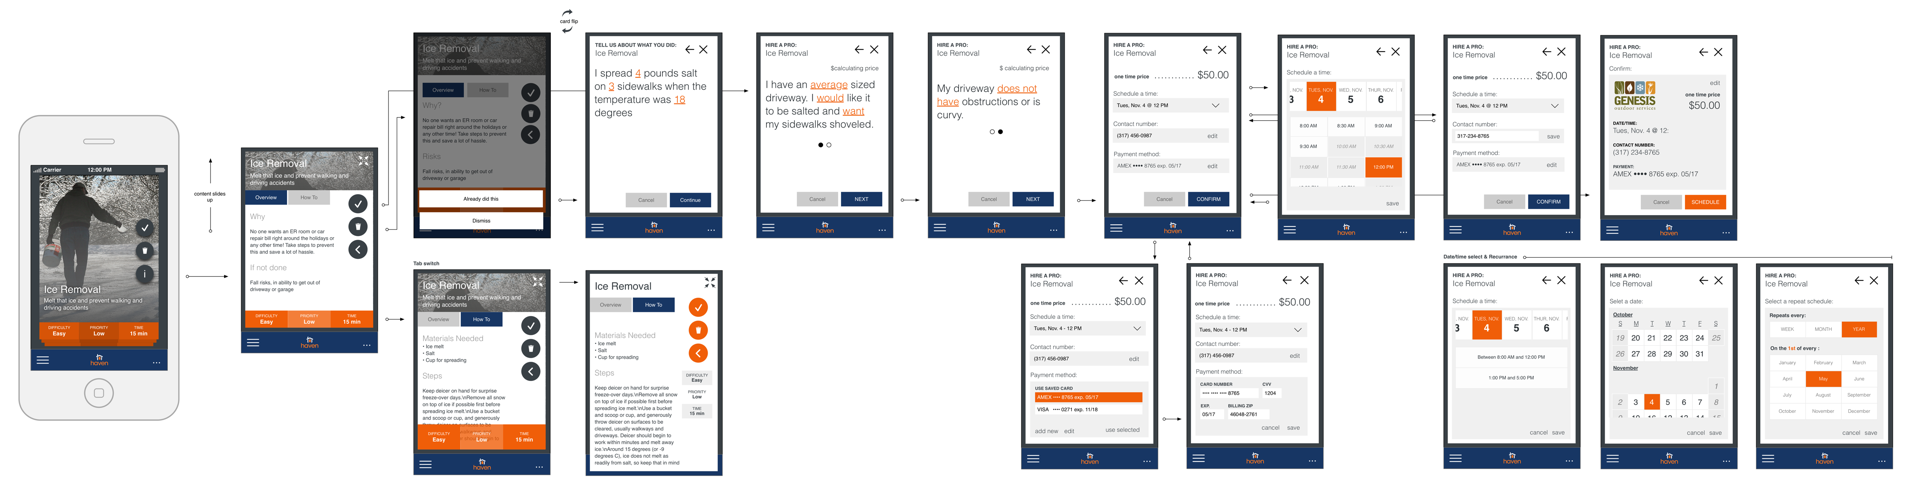 card flip
Carrier
12:00 PM
Ice Removal
Melt that ice and prevent walking and
driving accidents
DIFFICULTY
Easy
PRIORITY
Low
TIME
15 min
haven
content slides
up
Ice Removal
Melt that ice and prevent walking and
driving accidents
Overview
How To
Why
No one wants an ER room or car
repair bill right around the holidays or
any other time! Take steps to prevent
this and save a lot of hassle.
If not done
Fall risks, in ability to get out of
driveway or garage
DIFFICULTY
Easy
PRIORITY
Low
TIME
15 min
haven
Ice Removal
Melt that ice and prevent walking and
driving accidents
Overview
How To
Why?
No one wants an ER room or car
repair bill right around the holidays or
any other time! Take steps to prevent
this and save a lot of hassle.
Risks
Fall risks, in ability to get out of
driveway or garage
Already did this
Dismiss
haven
TELL US ABOUT WHAT YOU DID:
Ice Removal
I spread 4 pounds salt
on 3 sidewalks when the
temperature was 18
degrees
Cancel
Continue
haven
HIRE A PRO:
Ice Removal
$calculating price
I have an average sized
driveway. I would like it
to be salted and want
my sidewalks shoveled.
Cancel
NEXT
haven
HIRE A PRO:
Ice Removal
$ calculating price
My driveway does not
have obstructions or is
curvy.
Cancel
NEXT
haven
HIRE A PRO:
Ice Removal
one time price ............ $50.00
Schedule a time:
Tues, Nov. 4 @ 12 PM
Contact number:
(317) 456-0987
edit
Payment method:
AMEX •••• 8765 exp. 05/17
edit
Cancel
CONFIRM
haven
HIRE A PRO:
Ice Removal
Schedule a time:
, NOV.
3
TUES, NOV.
4
WED, NOV.
5
THUR, NOV.
6
F
8:00 AM
8:30 AM
9:00 AM
9:30 AM
10:00 AM
10:30 AM
11:00 AM
11:30 AM
12:00 PM
save
haven
HIRE A PRO:
Ice Removal
one time price ............ $50.00
Schedule a time:
Tues, Nov. 4 @ 12 PM
Contact number:
317-234-8765
save
Payment method:
AMEX •••• 8765 exp. 05/17
edit
Cancel
CONFIRM
haven
HIRE A PRO:
Ice Removal
Confirm:
edit
GENESIS
outdoor services
one time price
$50.00
DATE/TIME:
Tues, Nov. 4 @ 12:
CONTACT NUMBER:
(317) 234-8765
PAYMENT:
AMEX •••• 8765 exp. 05/17
Cancel
SCHEDULE
haven
Tab switch
Ice Removal
Melt that ice and prevent walking and
driving accidents
Overview
How To
Materials Needed
• Ice melt
• Salt
• Cup for spreading
Steps
Keep deicer on hand for surprise
freeze-over days.\nRemove all snow
on top of ice if possible first before
spreading ice melt.\nUse a bucket
and scoop or cup, and generously
throw deicer on surfaces to be
cleared, usually walkways and
DIFFICULTY
Easy
PRIORITY
Low
TIME
15 min
haven
Ice Removal
Overview
How To
Materials Needed
• Ice melt
• Salt
• Cup for spreading
Steps
Keep deicer on hand for surprise
freeze-over days.\nRemove all snow
on top of ice if possible first before
spreading ice melt.\nUse a bucket
and scoop or cup, and generously
throw deicer on surfaces to be
cleared, usually walkways and
driveways. Deicer should begin to
work within minutes and melt away
ice.\nAround 15 degrees (or -9
degrees C), ice does not melt as
readily from salt, so keep that in mind
DIFFICULTY
Easy
PRIORITY
Low
TIME
15 min
HIRE A PRO:
Ice Removal
one time price ............ $50.00
Schedule a time:
Tues, Nov. 4 - 12 PM
Contact number:
(317) 456-0987
edit
Payment method:
USE SAVED CARD
AMEX •••• 8765 exp. 05/17
VISA •••• 0271 exp. 11/18
add new
edit
use selected
haven
HIRE A PRO:
Ice Removal
one time price ............ $50.00
Schedule a time:
Tues, Nov. 4 - 12 PM
Contact number:
(317) 456-0987
edit
Payment method:
CARD NUMBER
CVV
•••• •••• •••• 8765
1204
EXP.
BILLING ZIP
05/17
46048-2761
cancel
save
haven
Date/time select & Recurrance
HIRE A PRO:
Ice Removal
Schedule a time:
, NOV.
3
TUES, NOV.
4
WED, NOV.
5
THUR, NOV.
6
F
Between 8:00 AM and 12:00 PM
1:00 PM and 5:00 PM
cancel
save
haven
HIRE A PRO:
Ice Removal
Selet a date:
October
S M T W T F S
19 20 21 22 23 24 25
26 27 28 29 30 31
November
1
2 3 4 5 6 7 8
cancel
save
haven
HIRE A PRO:
Ice Removal
Select a repeat schedule:
Repeats every:
WEEK
MONTH
YEAR
On the 1st of every :
January
February
March
April
May
June
July
August
September
October
November
December
cancel
save
haven